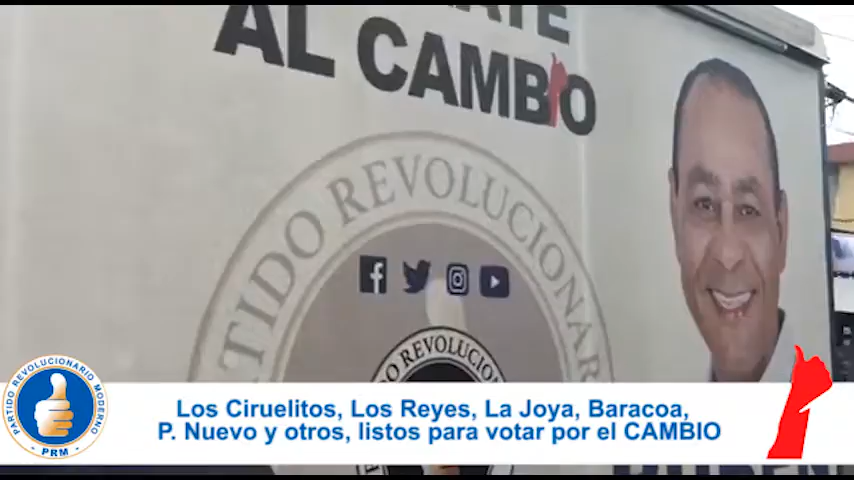 AL CAMBIO
PARTIDO REVOLUCIONARIO
REVOLUCION
PARTIDO REVOLUCIONARIO MODERNO
- PRM -
Los Ciruelitos, Los Reyes, La Joya, Baracoa,
P. Nuevo y otros, listos para votar por el CAMBIO